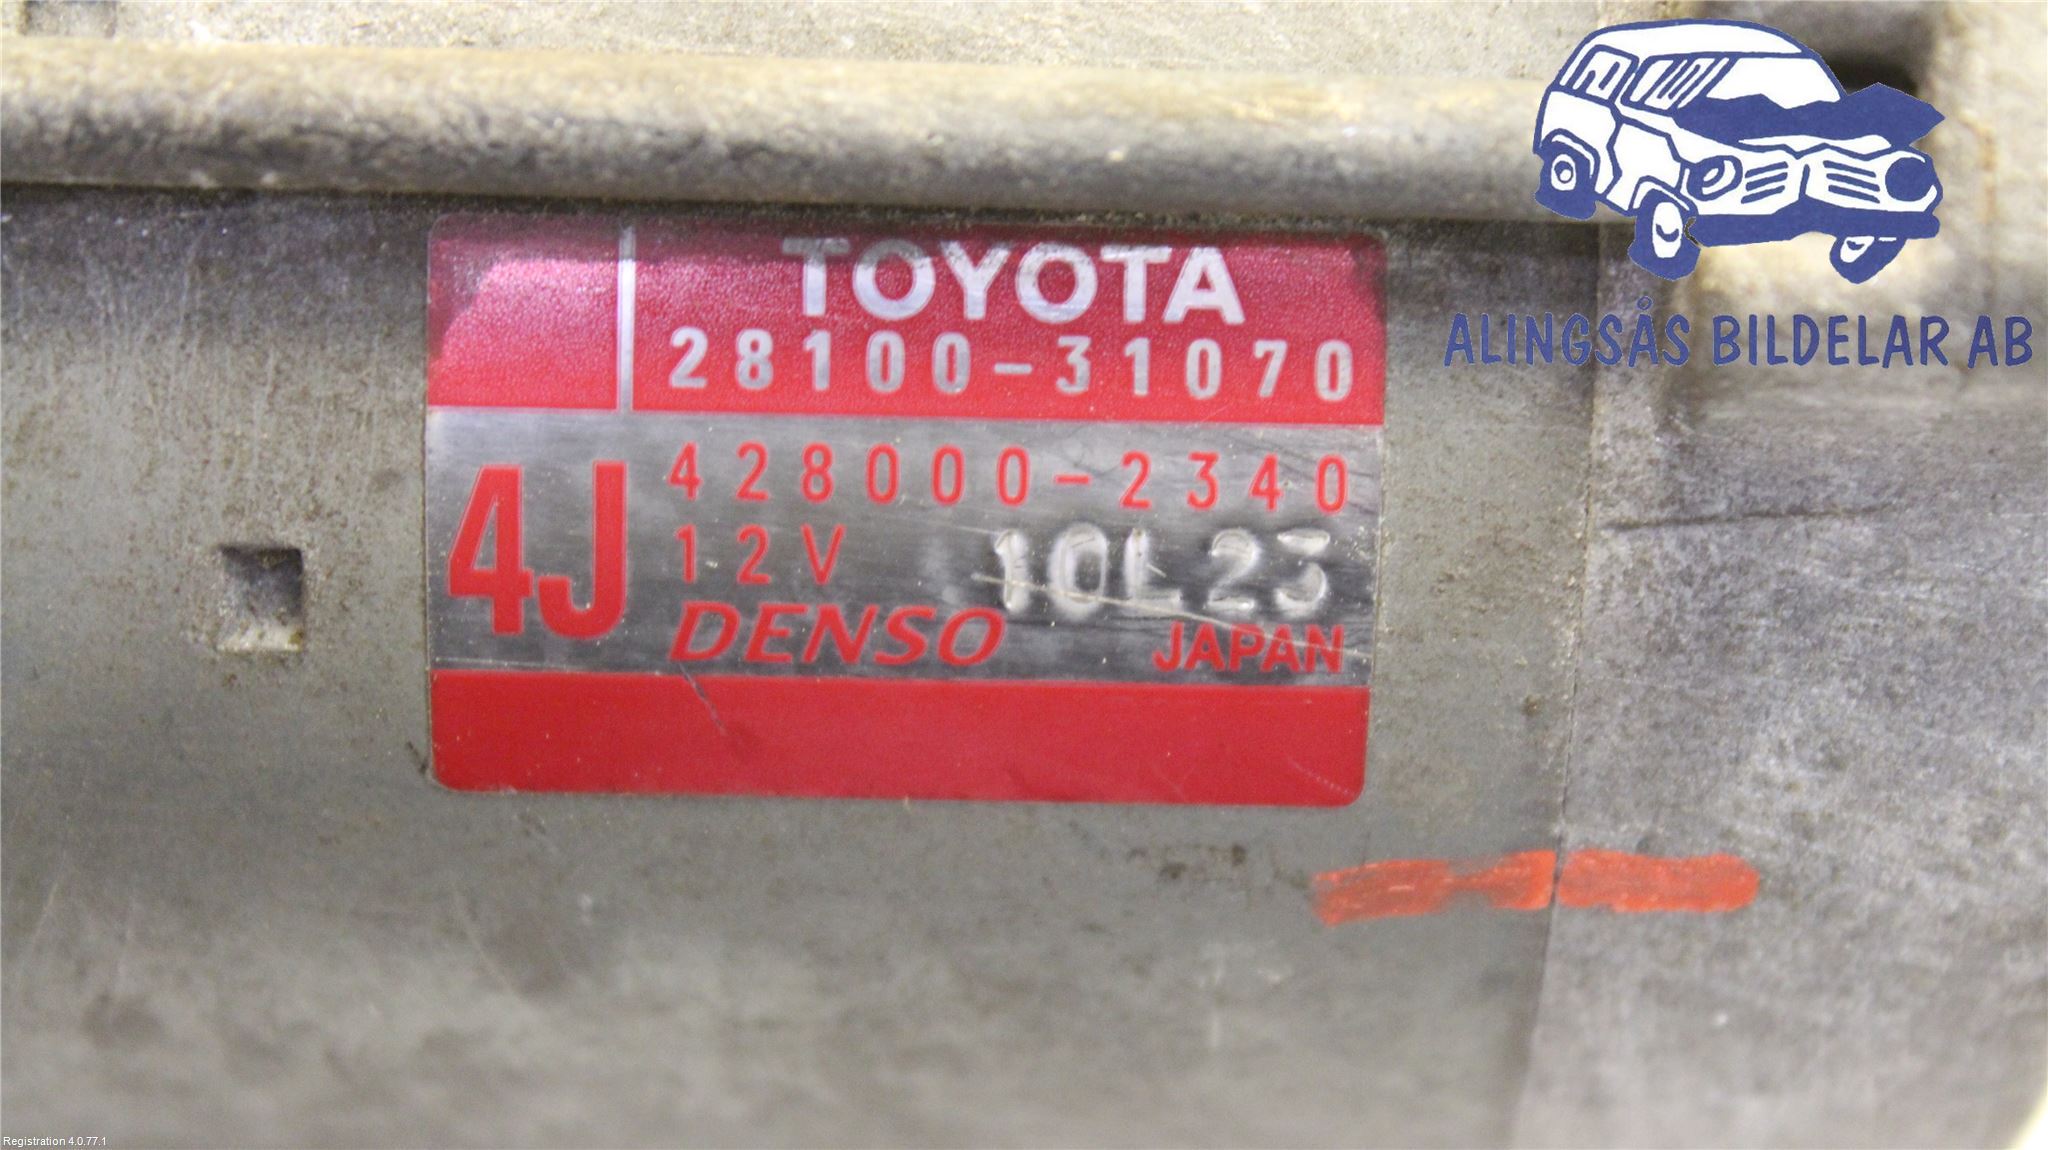 TOYOTA
28100-31070
4J
428000-2340
12V 10L23
DENSO JAPAN
ALINGSÅS BILDELAR AB
Registration 4.0.77.1